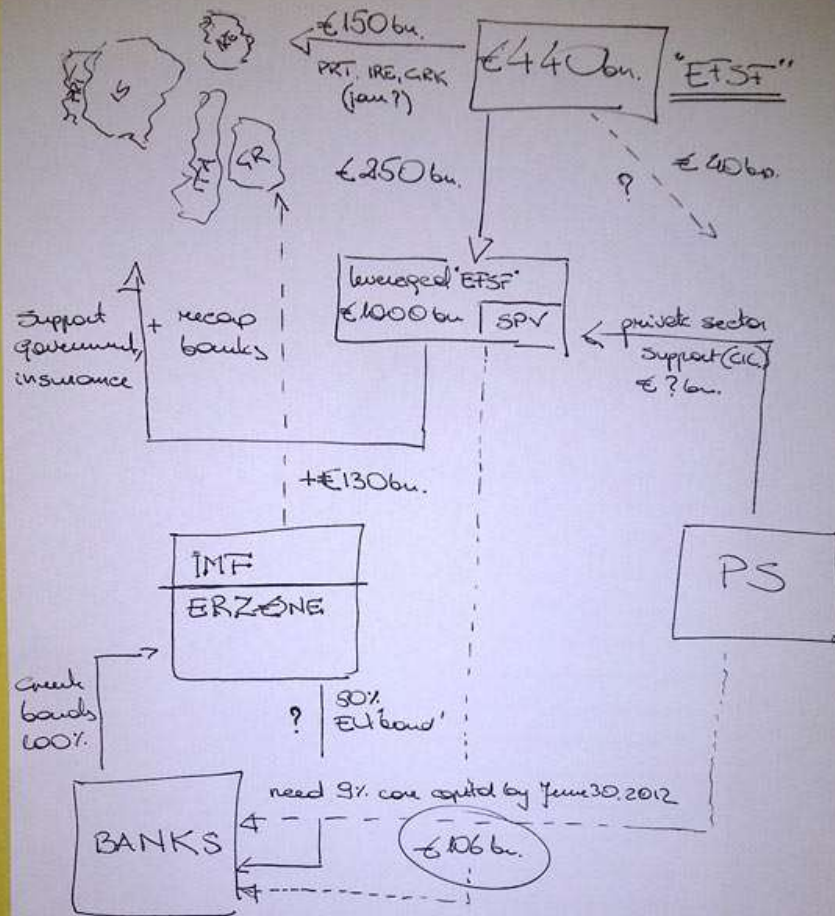 €150bn.
PRT. IRE, GRK
(jan?)
€440bn.
"EFSF"
IRE
GR
€250bn.
?
€40bn.
leveraged "EFSF"
€1000bn
SPV
Support
government,
insurance
+ recap
banks
private sector
support (CIC)
€ ? bn.
+€130bn.
IMF
ERZONE
PS
Greek
bonds
100%
?
50%
EU 'bond'
need 9% core capital by June 30, 2012
BANKS
€106bn.